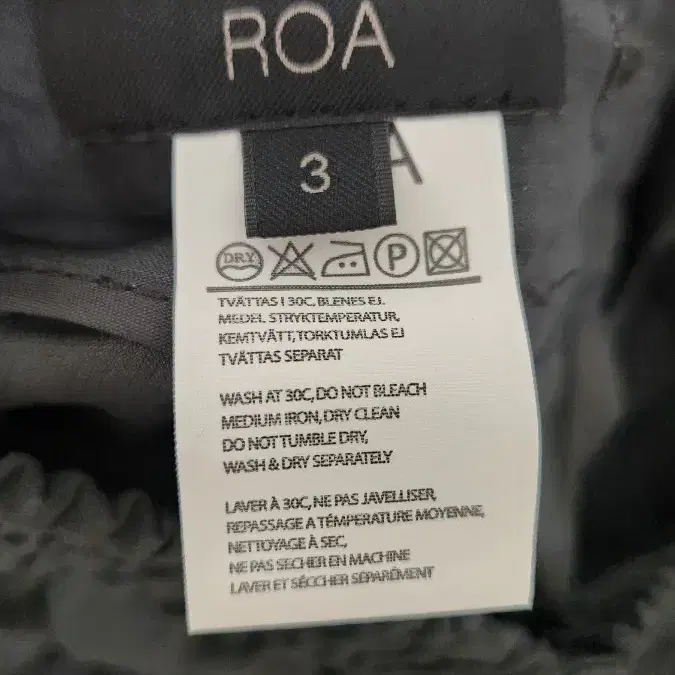 ROA
3
A
DRY
P
TVÄTTAS I 30C, BLENES EJ.
MEDEL STRYKTEMPERATUR,
KEMTVÄTT, TORKTUMLAS EJ
TVÄTTAS SEPARAT
WASH AT 30C, DO NOT BLEACH
MEDIUM IRON, DRY CLEAN
DO NOT TUMBLE DRY,
WASH & DRY SEPARATELY
LAVER À 30C, NE PAS JAVELLISER,
REPASSAGE A TÉMPERATURE MOYENNE,
NETTOYAGE À SEC,
NE PAS SECHER EN MACHINE
LAVER ET SÉCCHER SÉPARÉMENT